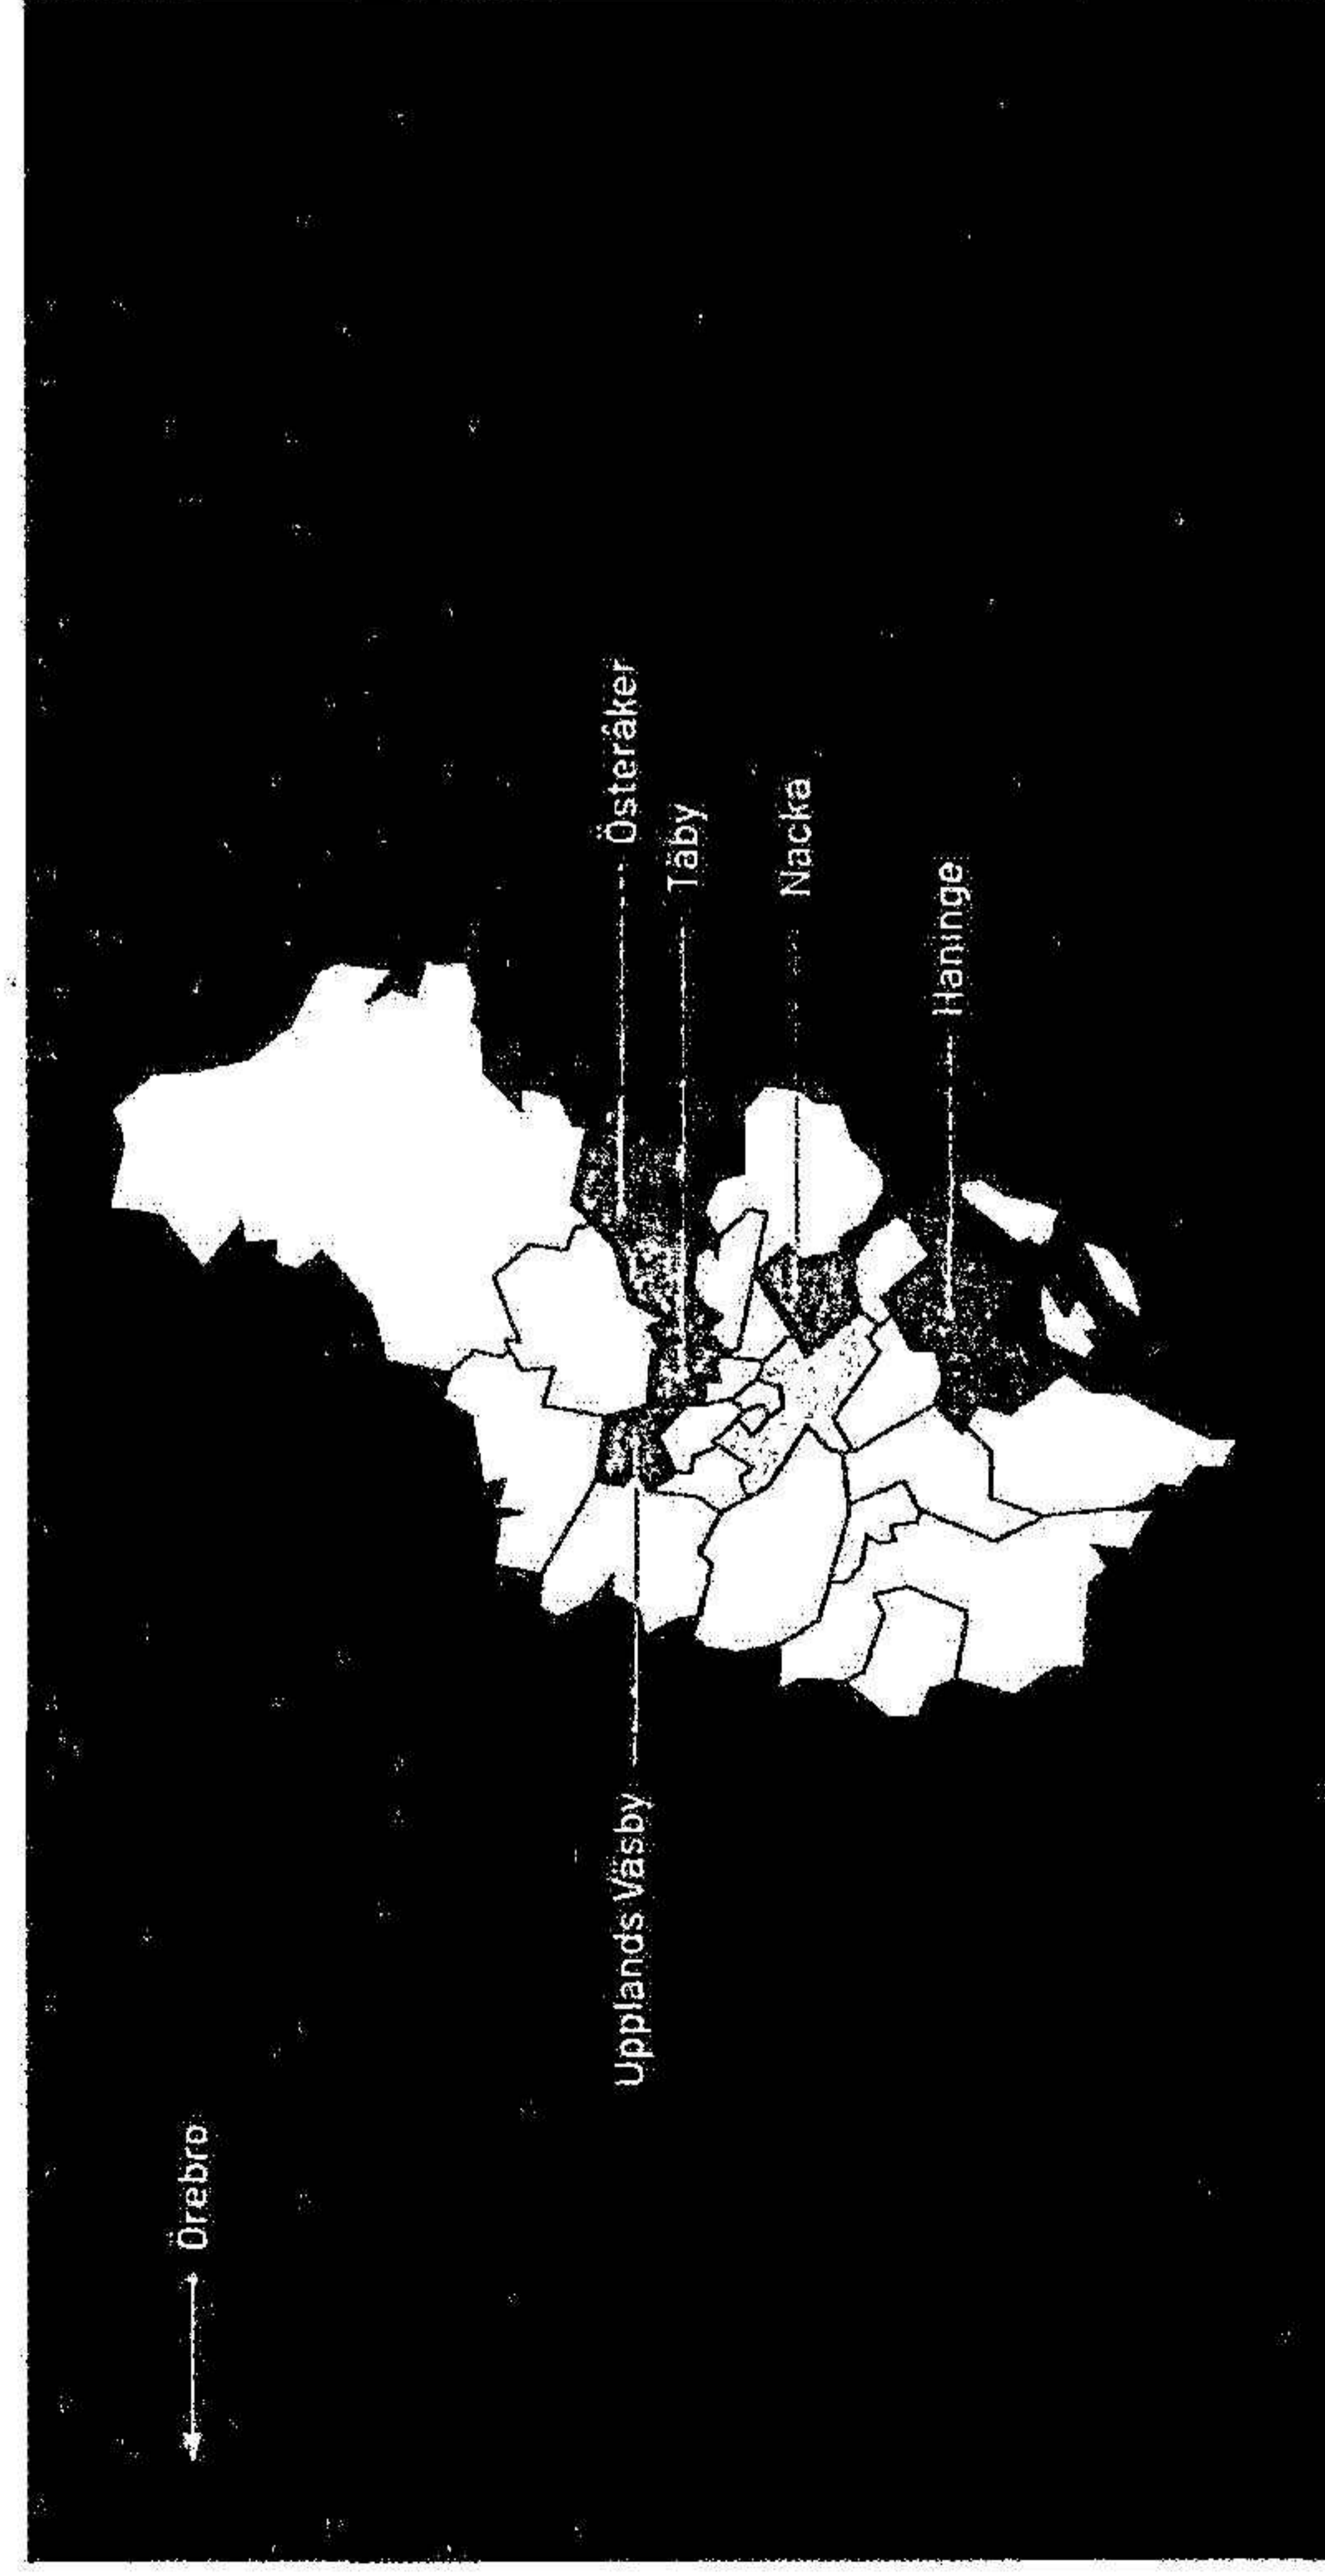 Örebro
Upplands Väsby
Österåker
Täby
Nacka
Haninge